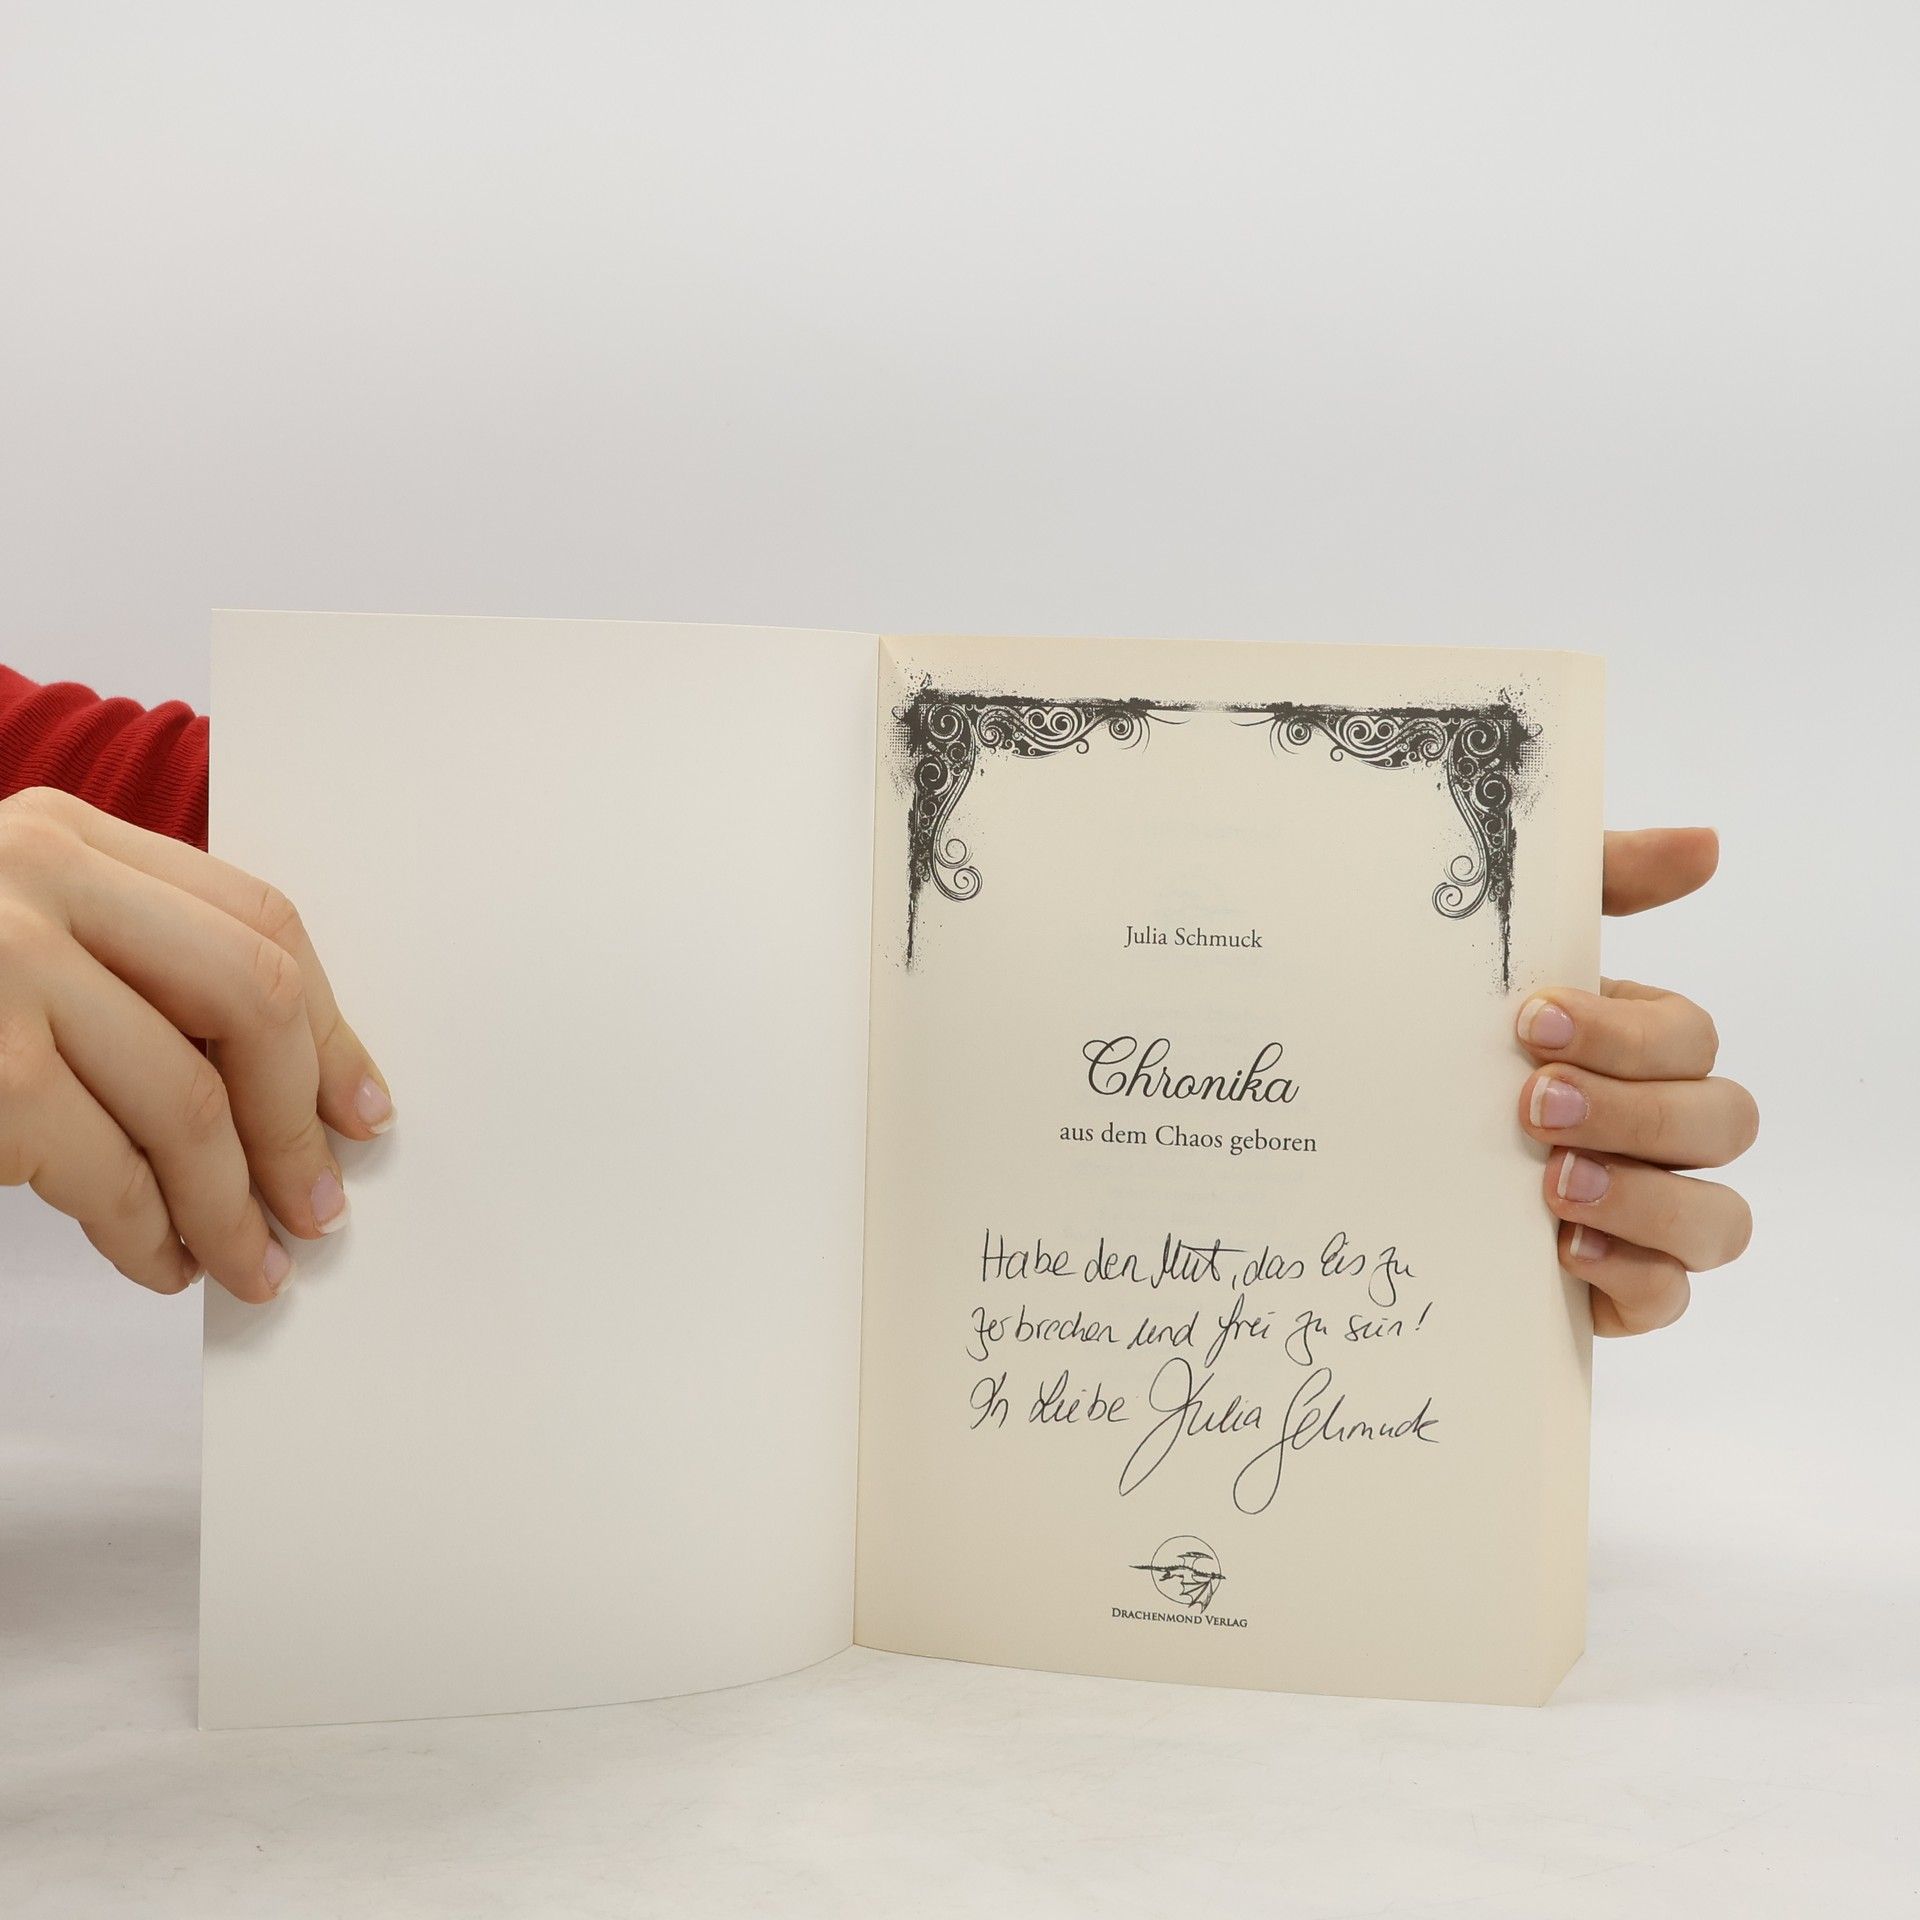 Julia Schmuck
Chronika
aus dem Chaos geboren
Habe den Mut, das Eis zu
zerbrechen und frei zu sein!
In Liebe Julia Schmuck
DRACHENMOND VERLAG